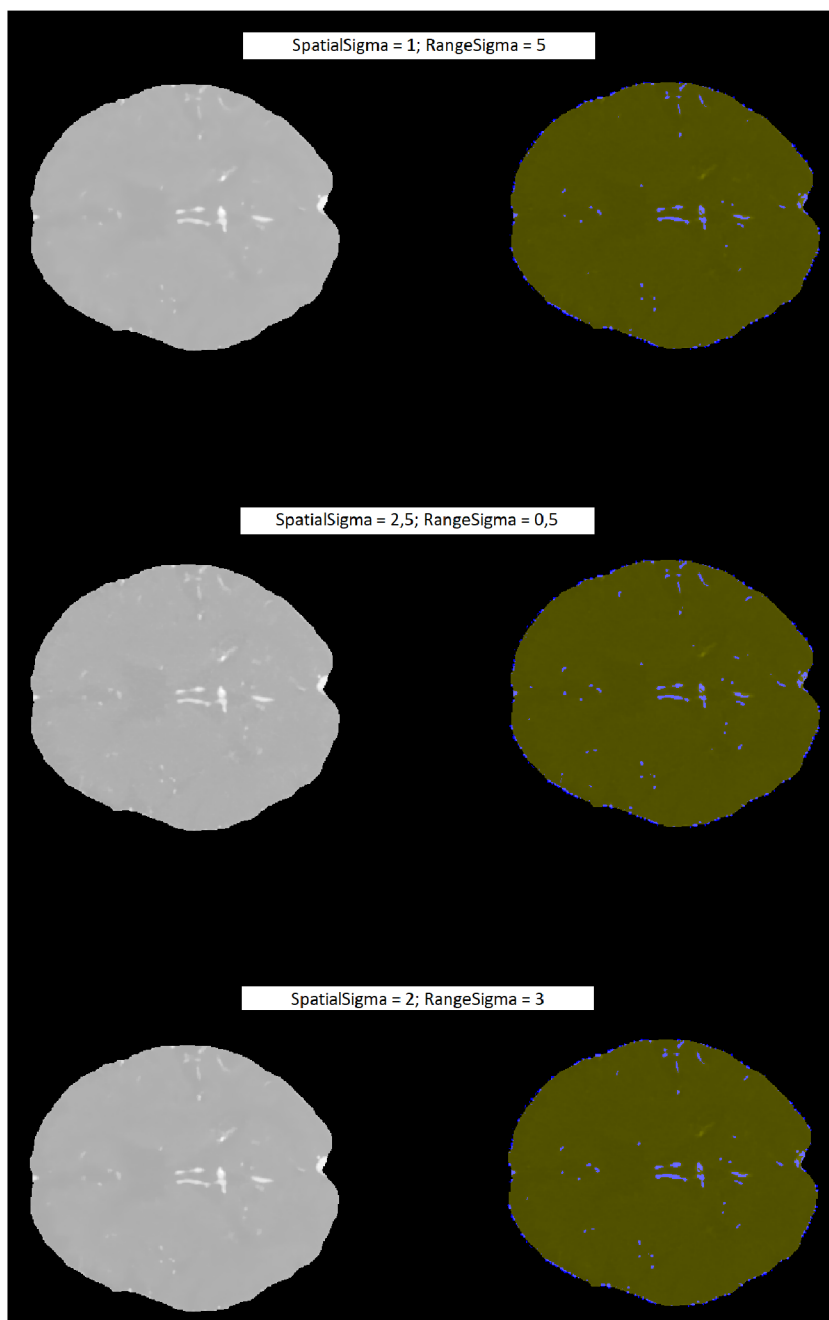 SpatialSigma = 1; RangeSigma = 5
SpatialSigma = 2,5; RangeSigma = 0,5
SpatialSigma = 2; RangeSigma = 3